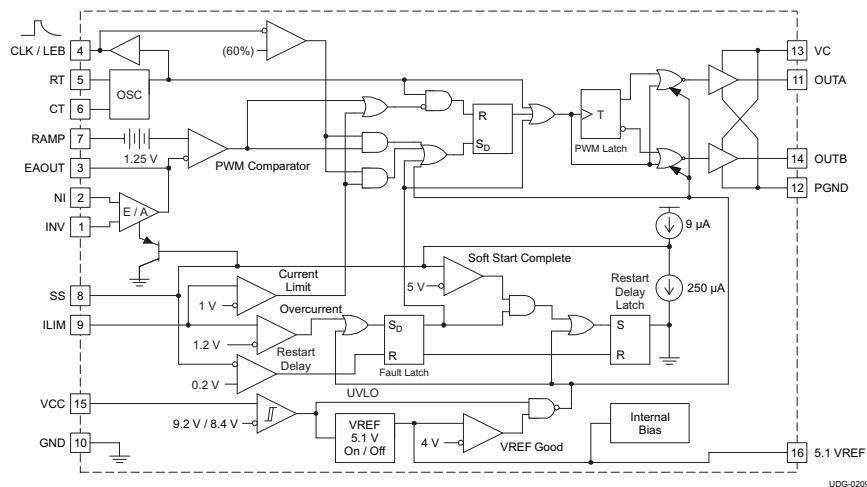 CLK / LEB 4
(60%)
13 VC
RT 5
OSC
11 OUTA
CT 6
T
R
SD
PWM Latch
RAMP 7
1.25 V
PWM Comparator
EAOUT 3
14 OUTB
NI 2
E / A
12 PGND
INV 1
9 µA
Soft Start Complete
5 V
250 µA
SS 8
Current
Limit
1 V
Restart
Delay
Latch
ILIM 9
Overcurrent
1.2 V
SD
R
Fault Latch
S
R
Restart
Delay
0.2 V
UVLO
VCC 15
9.2 V / 8.4 V
VREF
5.1 V
On / Off
4 V
VREF Good
Internal
Bias
GND 10
16 5.1 VREF